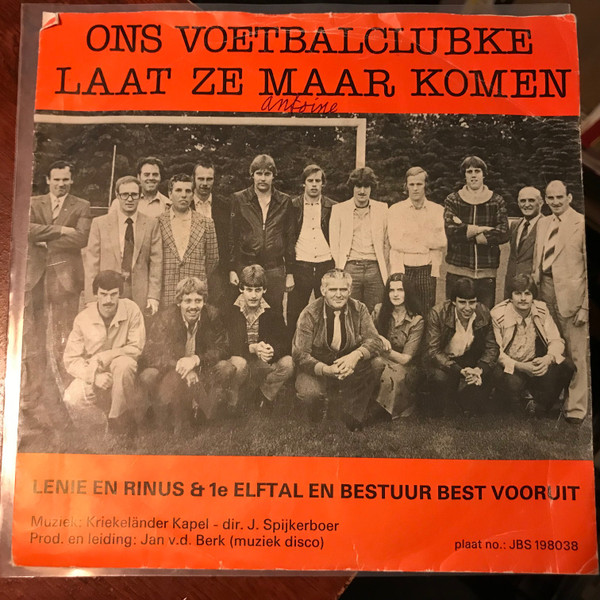 ONS VOETBALCLUBKE
LAAT ZE MAAR KOMEN
antoine
LENIE EN RINUS & 1e ELFTAL EN BESTUUR BEST VOORUIT
Muziek: Kriekeländer Kapel - dir. J. Spijkerboer
Prod. en leiding: Jan v.d. Berk (muziek disco)
plaat no.: JBS 198038